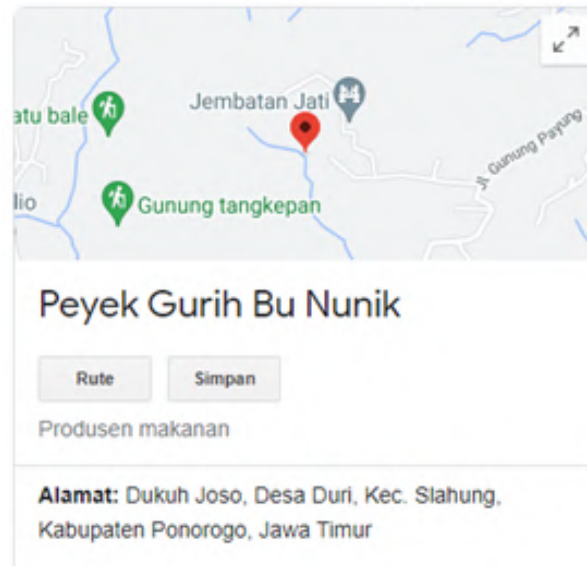 atu bale
Jembatan Jati
Jl. Gunung Payung
lio
Gunung tangkepan
Peyek Gurih Bu Nunik
Rute
Simpan
Produsen makanan
Alamat: Dukuh Joso, Desa Duri, Kec. Slahung,
Kabupaten Ponorogo, Jawa Timur